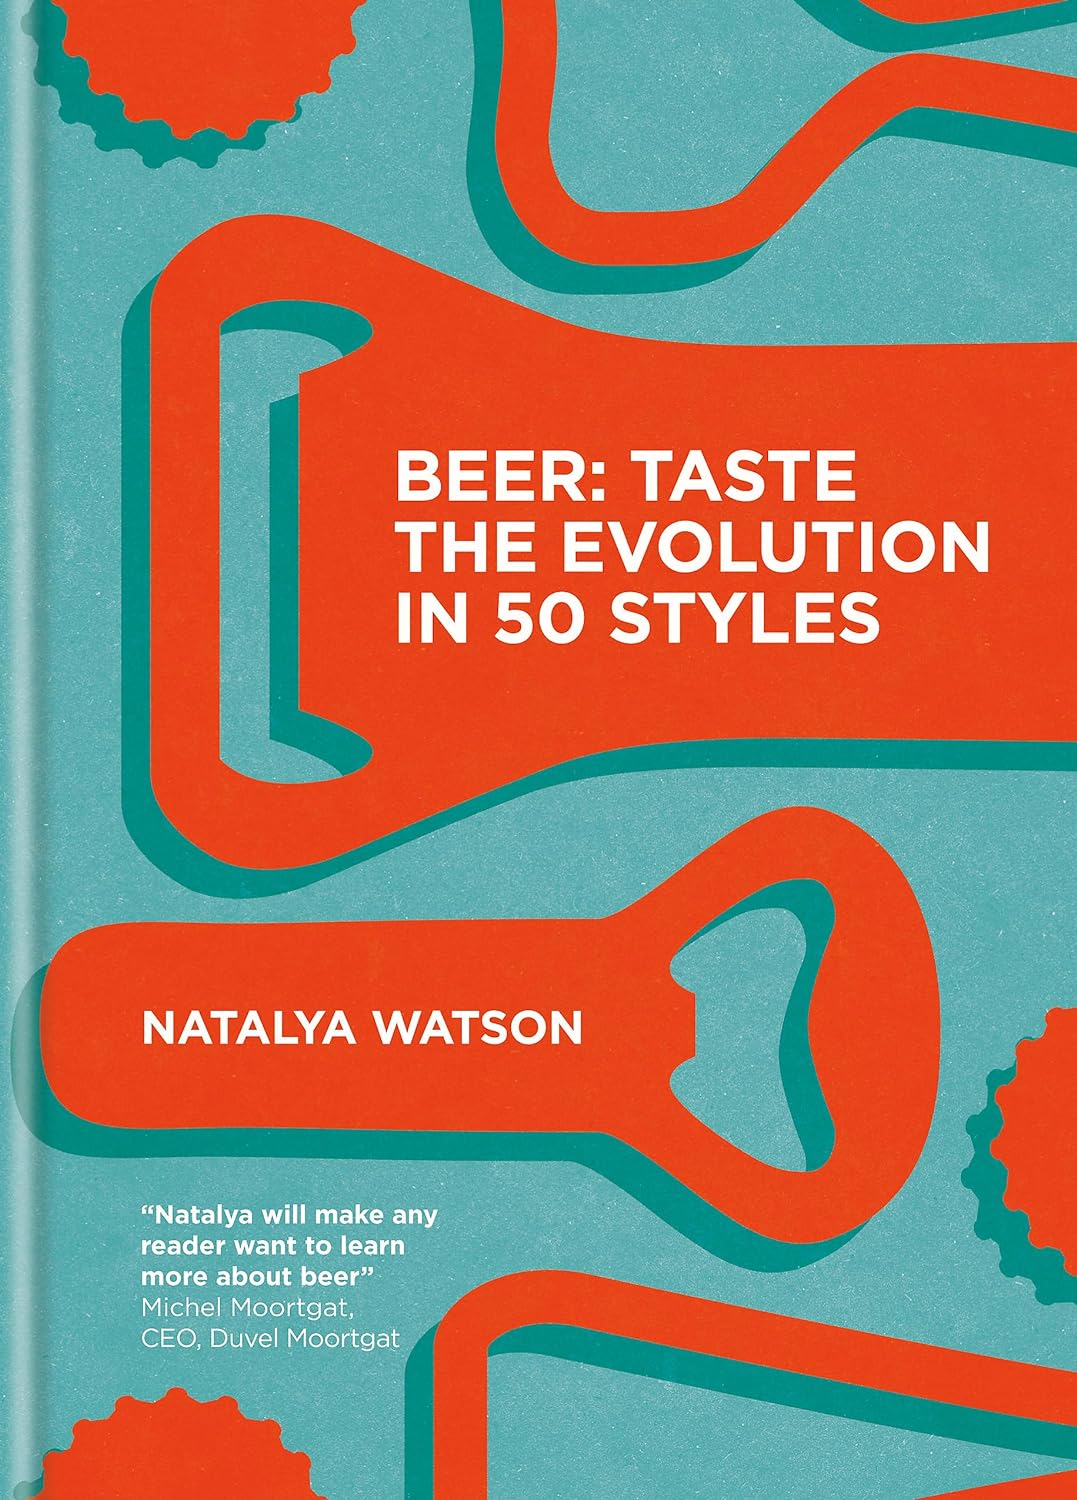 BEER: TASTE
THE EVOLUTION
IN 50 STYLES
NATALYA WATSON
“Natalya will make any
reader want to learn
more about beer”
Michel Moortgat,
CEO, Duvel Moortgat